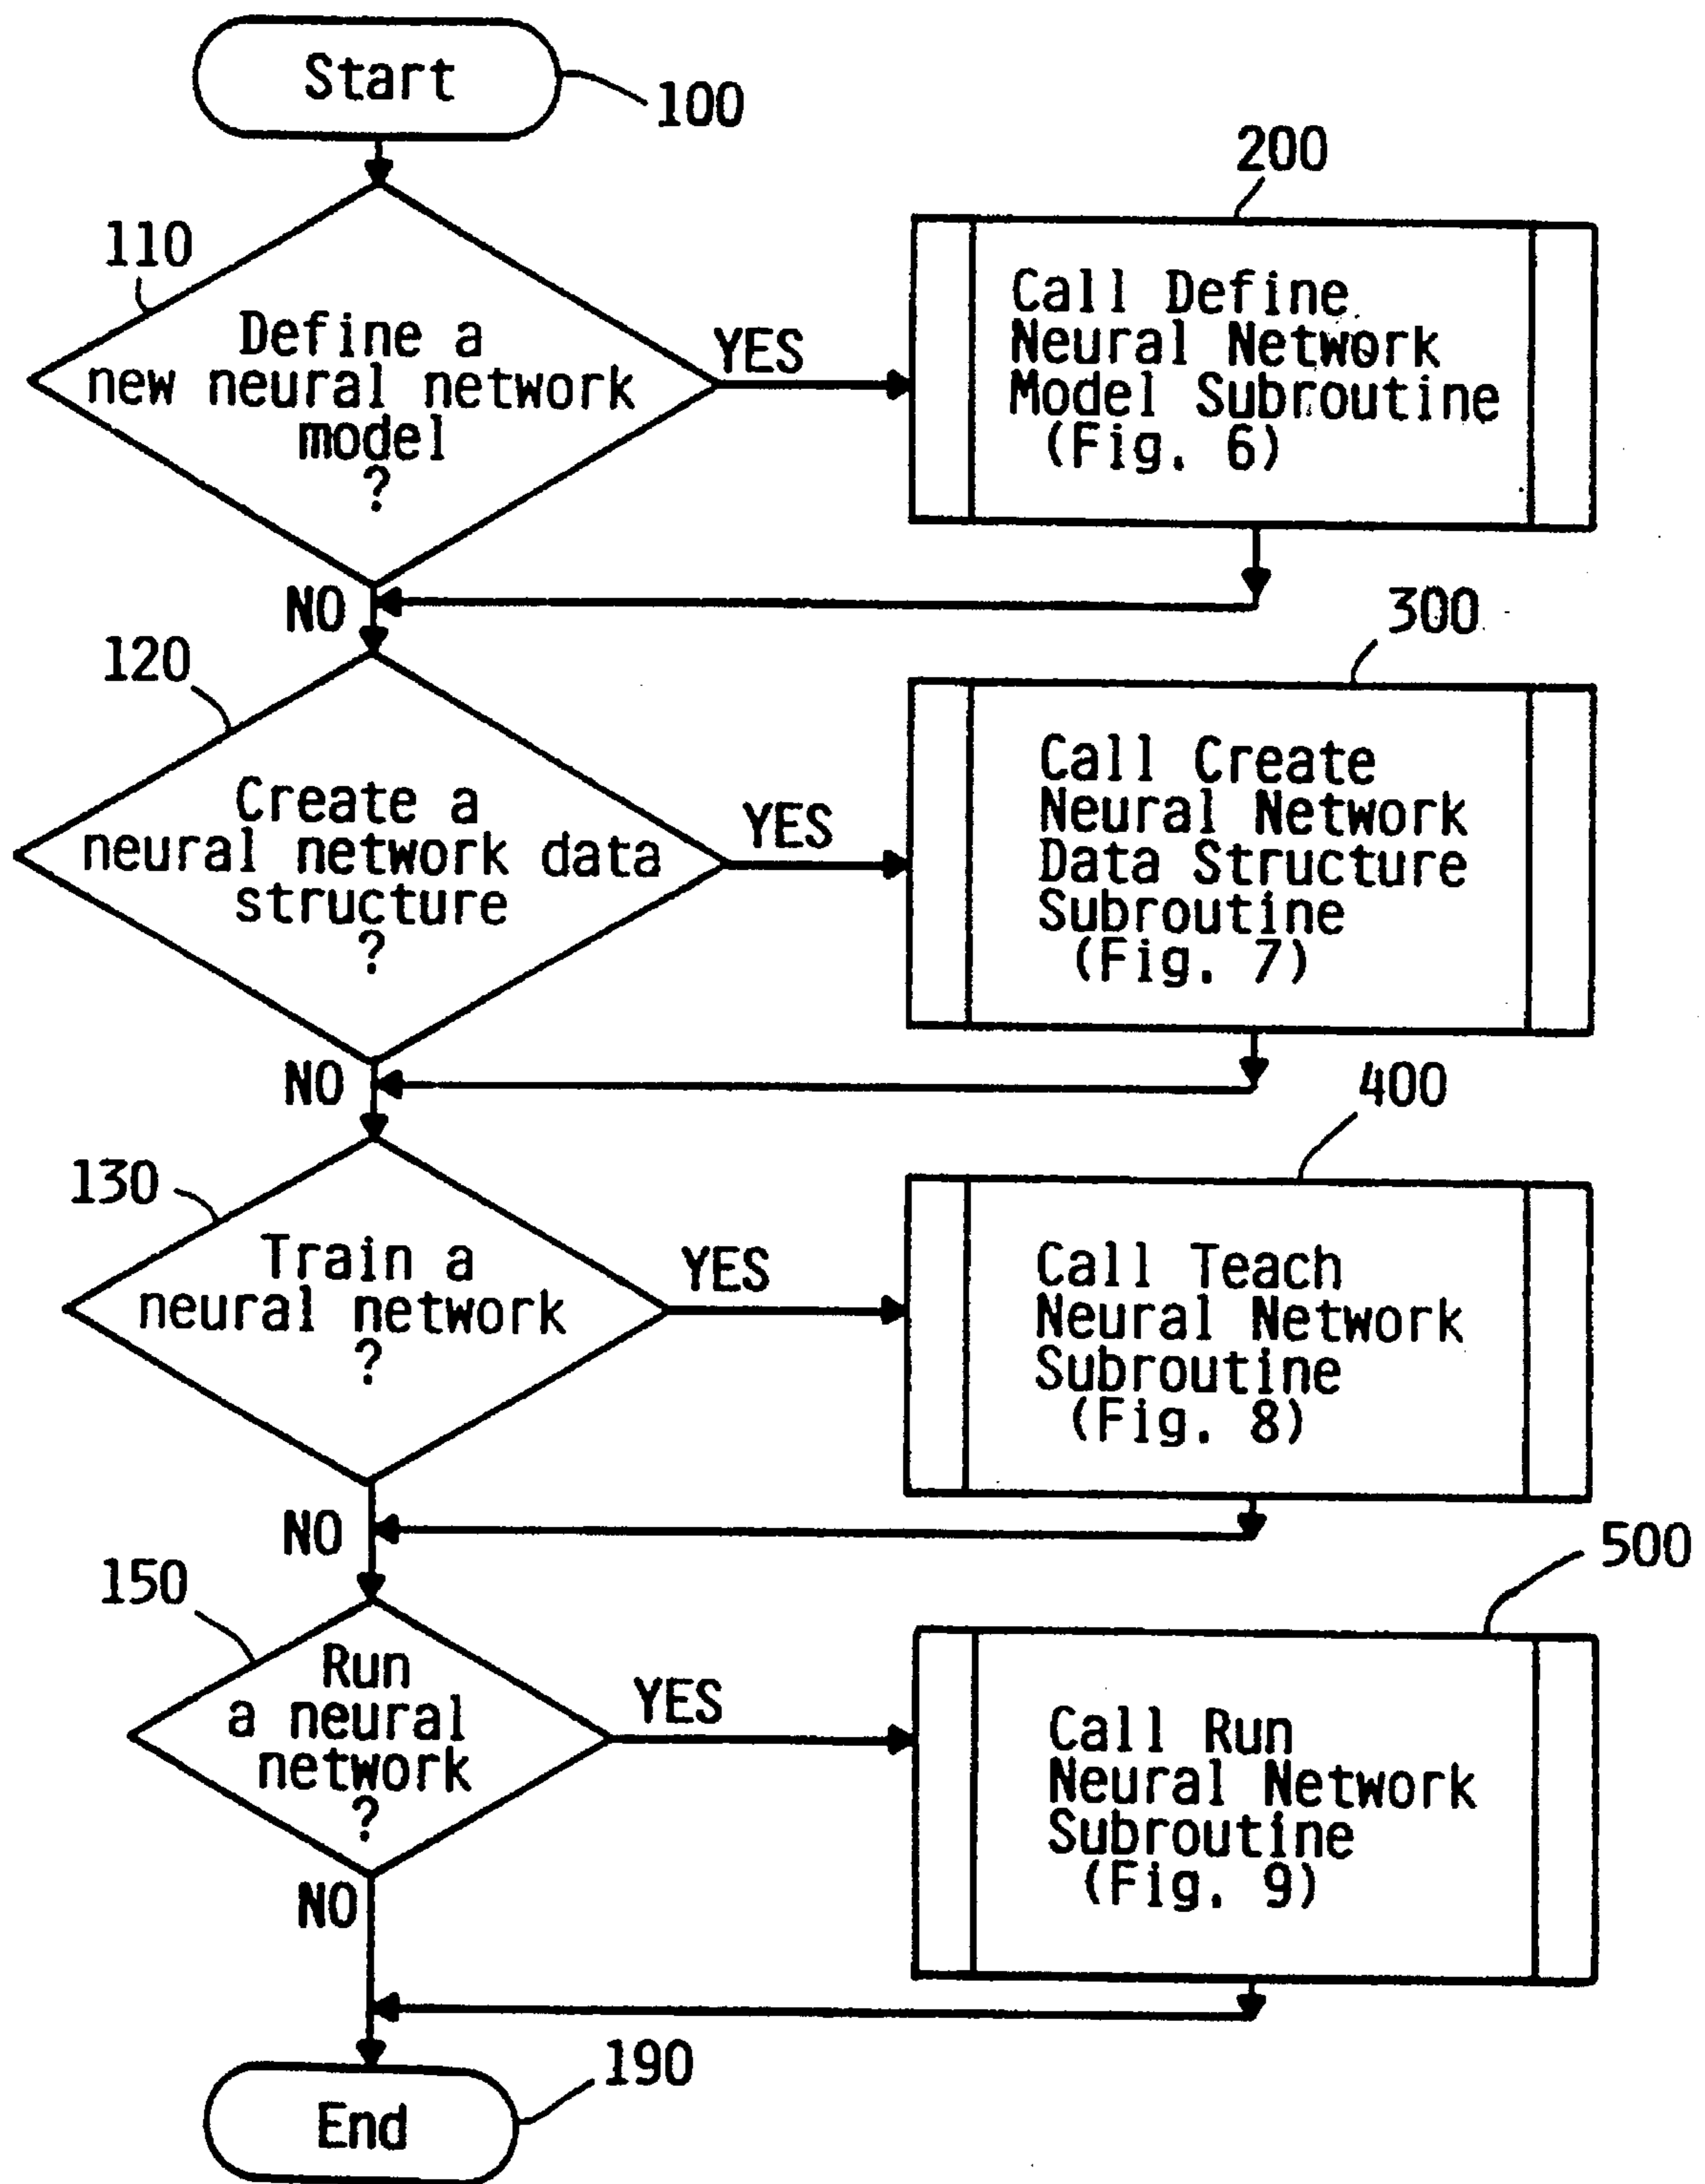 Start
100
110
Define a
new neural network
model
?
YES
NO
200
Call Define
Neural Network
Model Subroutine
(Fig. 6)
120
Create a
neural network data
structure
?
YES
NO
300
Call Create
Neural Network
Data Structure
Subroutine
(Fig. 7)
130
Train a
neural network
?
YES
NO
400
Call Teach
Neural Network
Subroutine
(Fig. 8)
150
Run
a neural
network
?
YES
NO
500
Call Run
Neural Network
Subroutine
(Fig. 9)
End
190